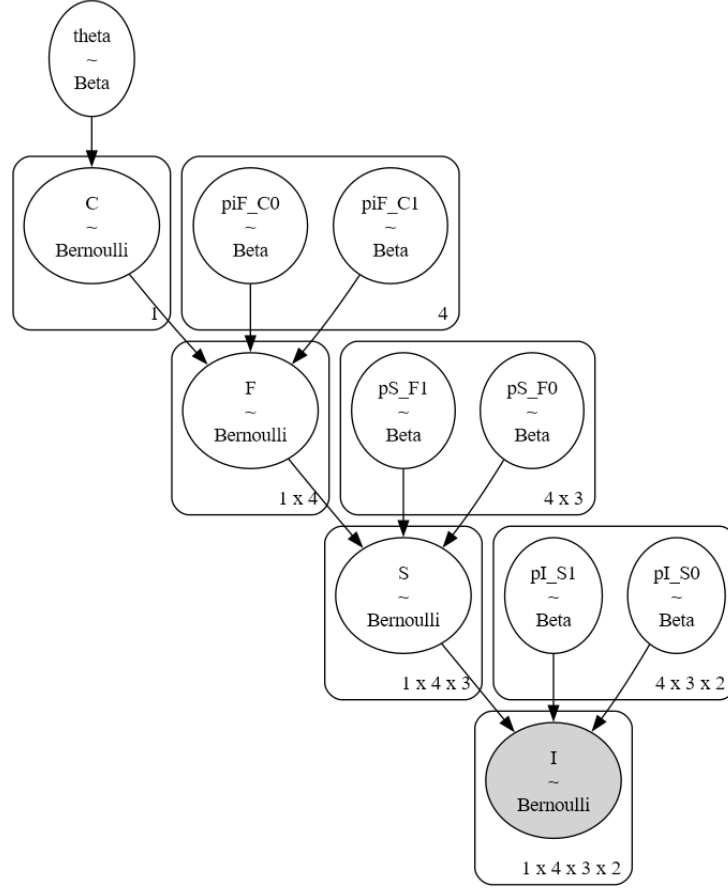 theta
~
Beta
C
~
Bernoulli
1
piF_C0
~
Beta
piF_C1
~
Beta
4
F
~
Bernoulli
1 x 4
pS_F1
~
Beta
pS_F0
~
Beta
4 x 3
S
~
Bernoulli
1 x 4 x 3
pI_S1
~
Beta
pI_S0
~
Beta
4 x 3 x 2
I
~
Bernoulli
1 x 4 x 3 x 2